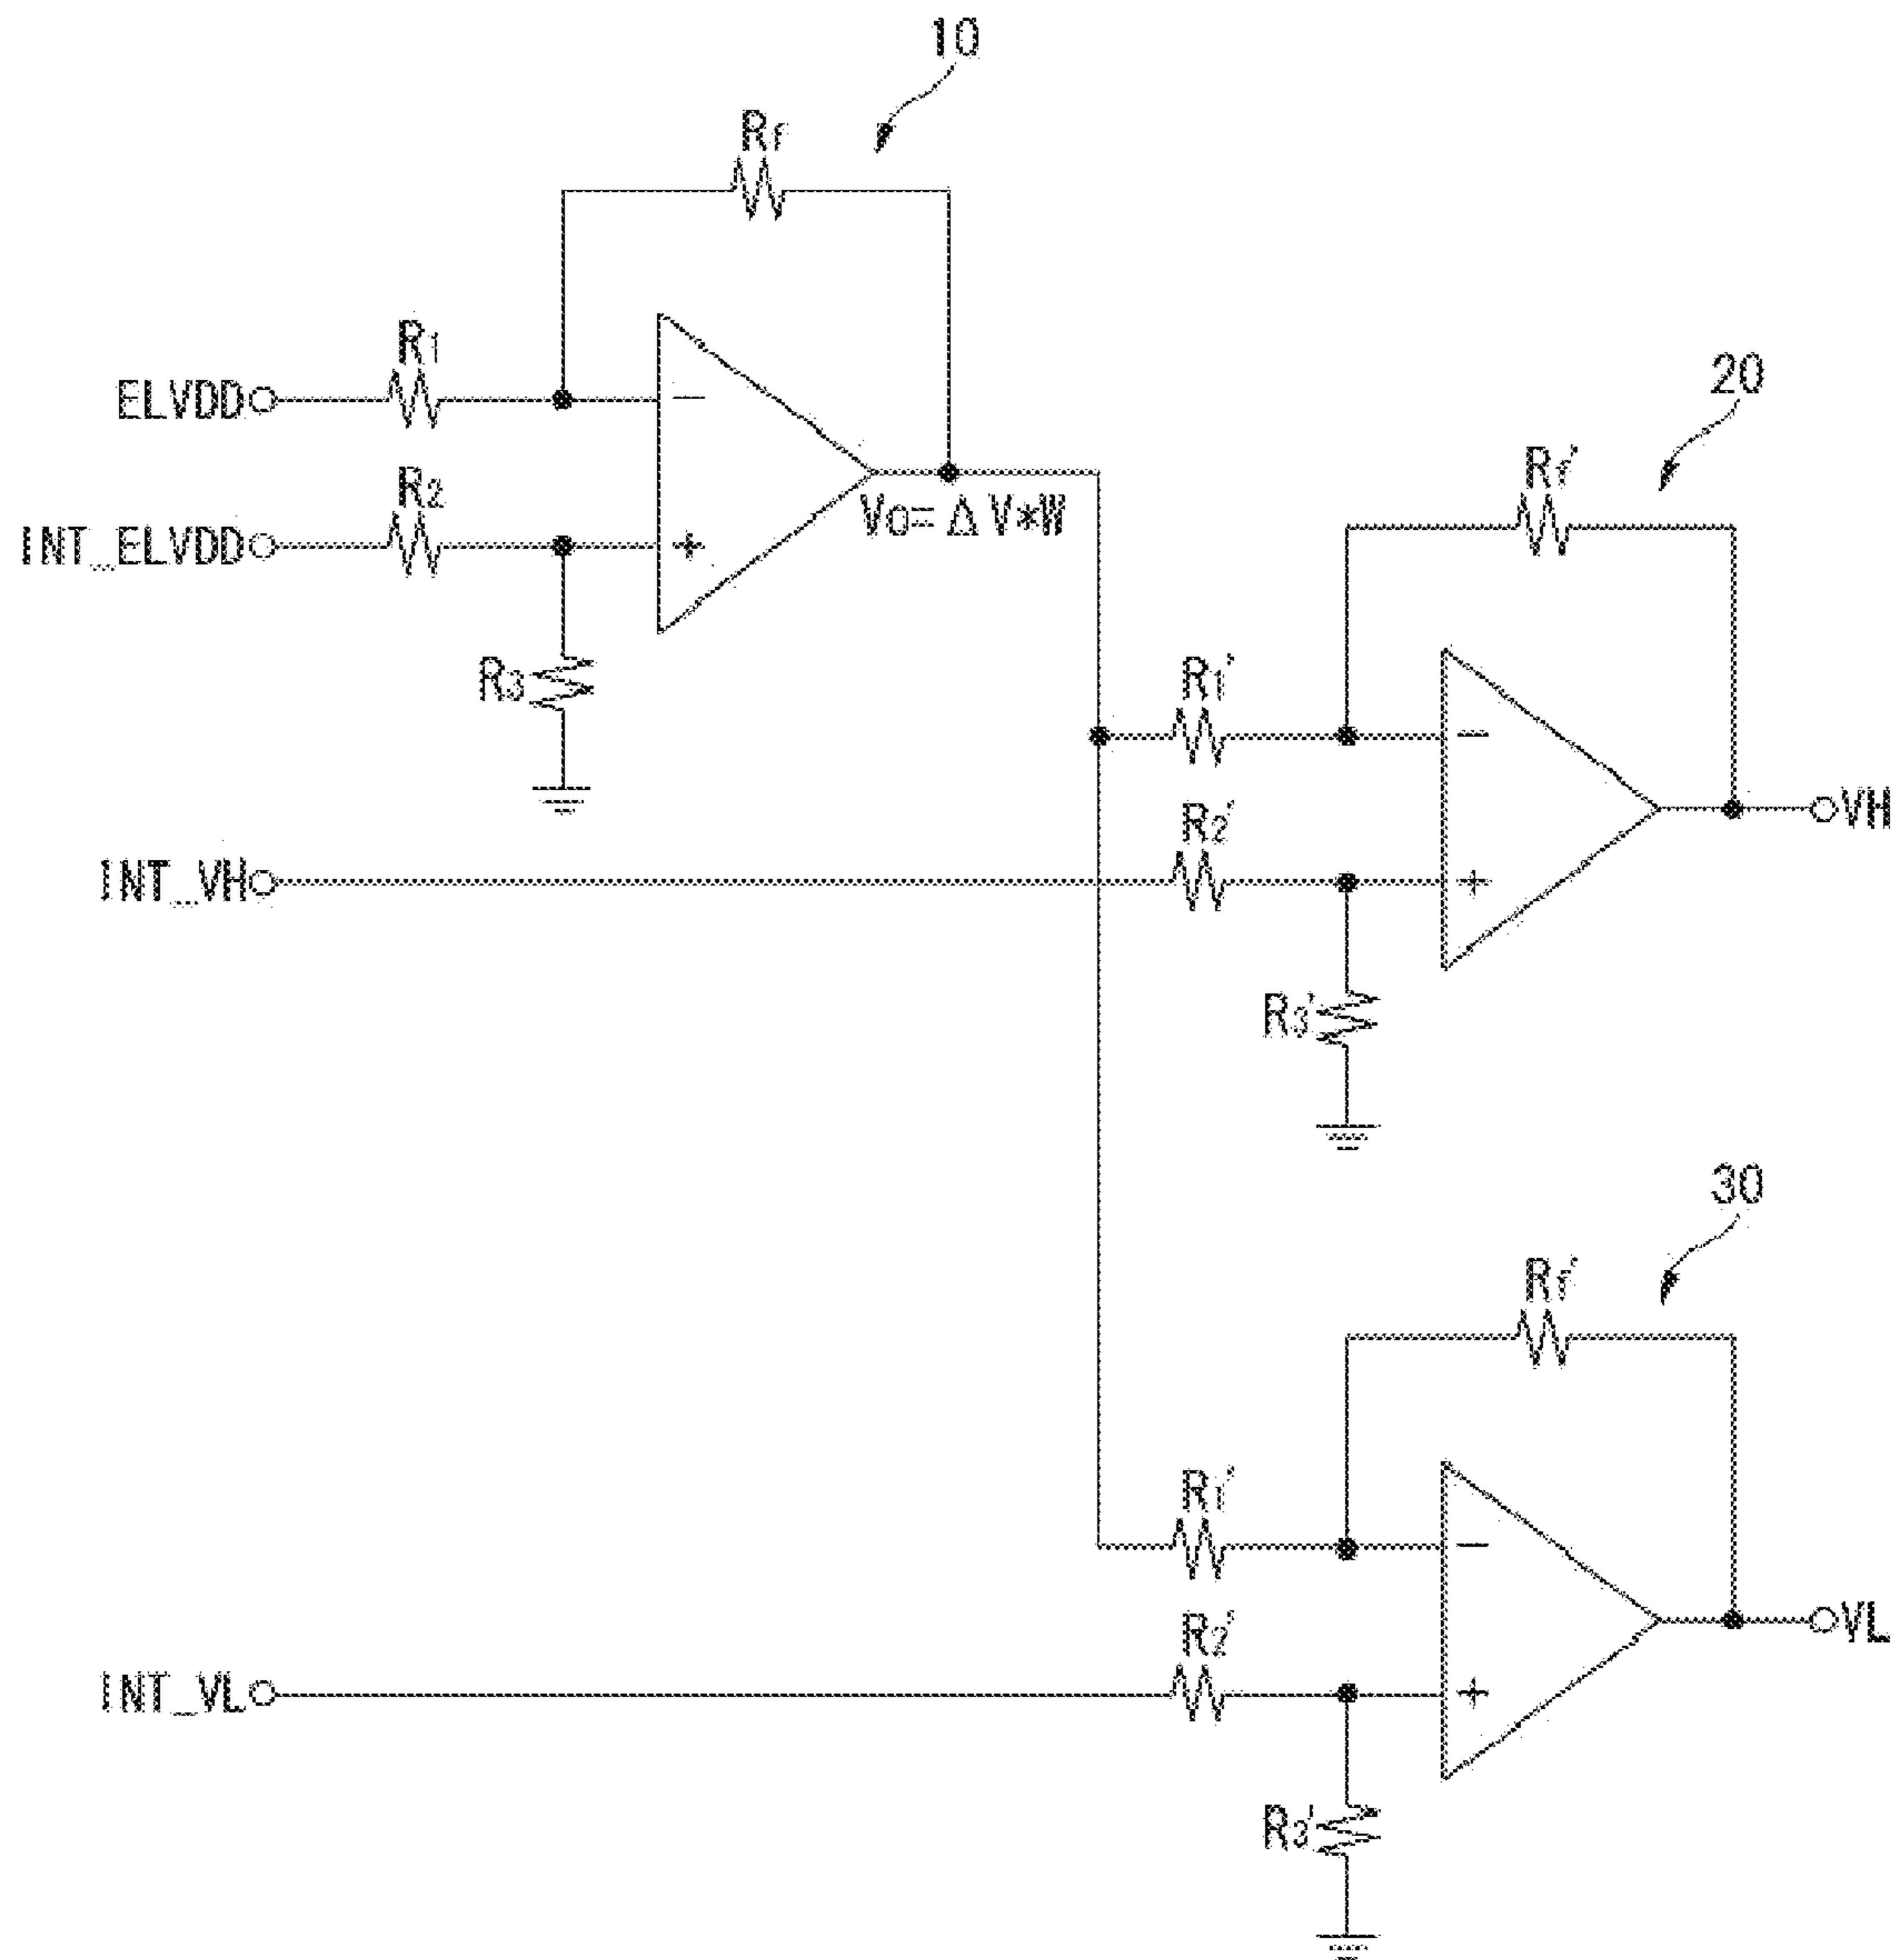 10
Rf
R1
ELVDD
R2
INT_ELVDD
−
+
Vo=ΔV*W
R3
20
Rf'
R1'
−
R2'
+
VH
INT_VH
R3'
30
Rf'
R1'
−
R2'
+
VL
INT_VL
R3'